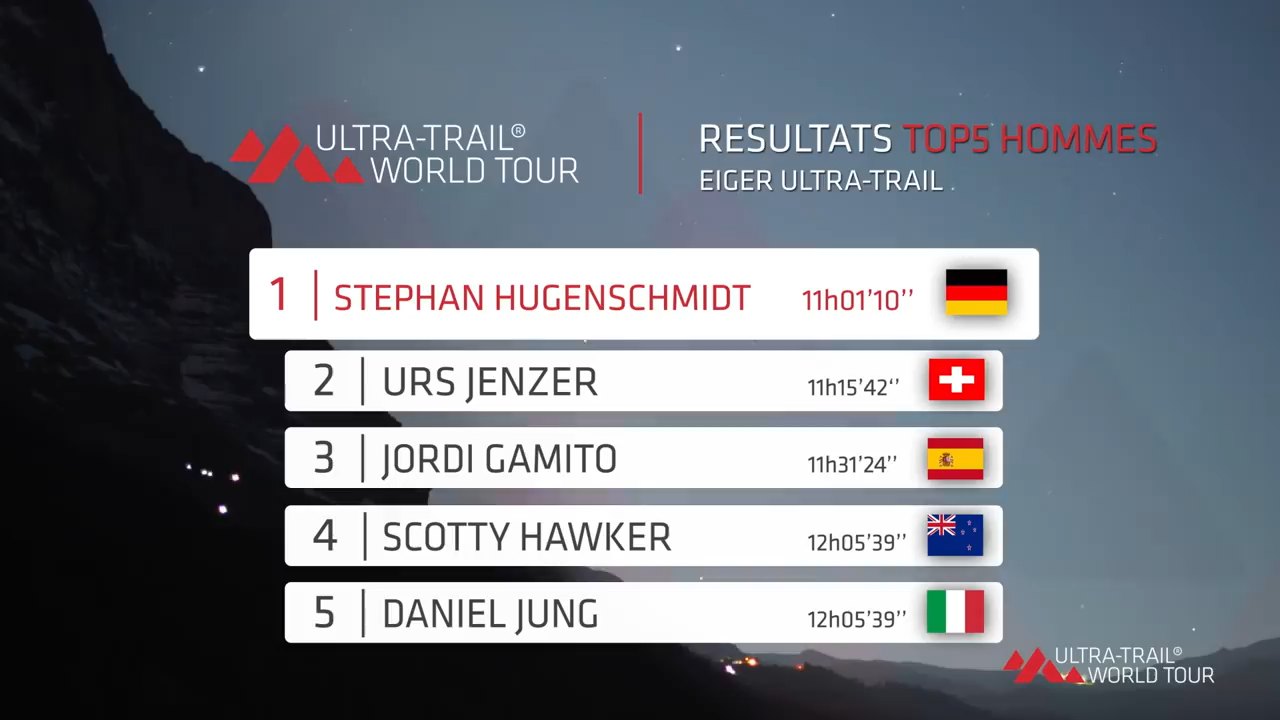 ULTRA-TRAIL®
WORLD TOUR
RESULTATS TOP5 HOMMES
EIGER ULTRA-TRAIL
1 STEPHAN HUGENSCHMIDT 11h01'10''
2 URS JENZER 11h15'42‘‘
3 JORDI GAMITO 11h31'24‘‘
4 SCOTTY HAWKER 12h05'39''
5 DANIEL JUNG 12h05'39''
ULTRA-TRAIL®
WORLD TOUR